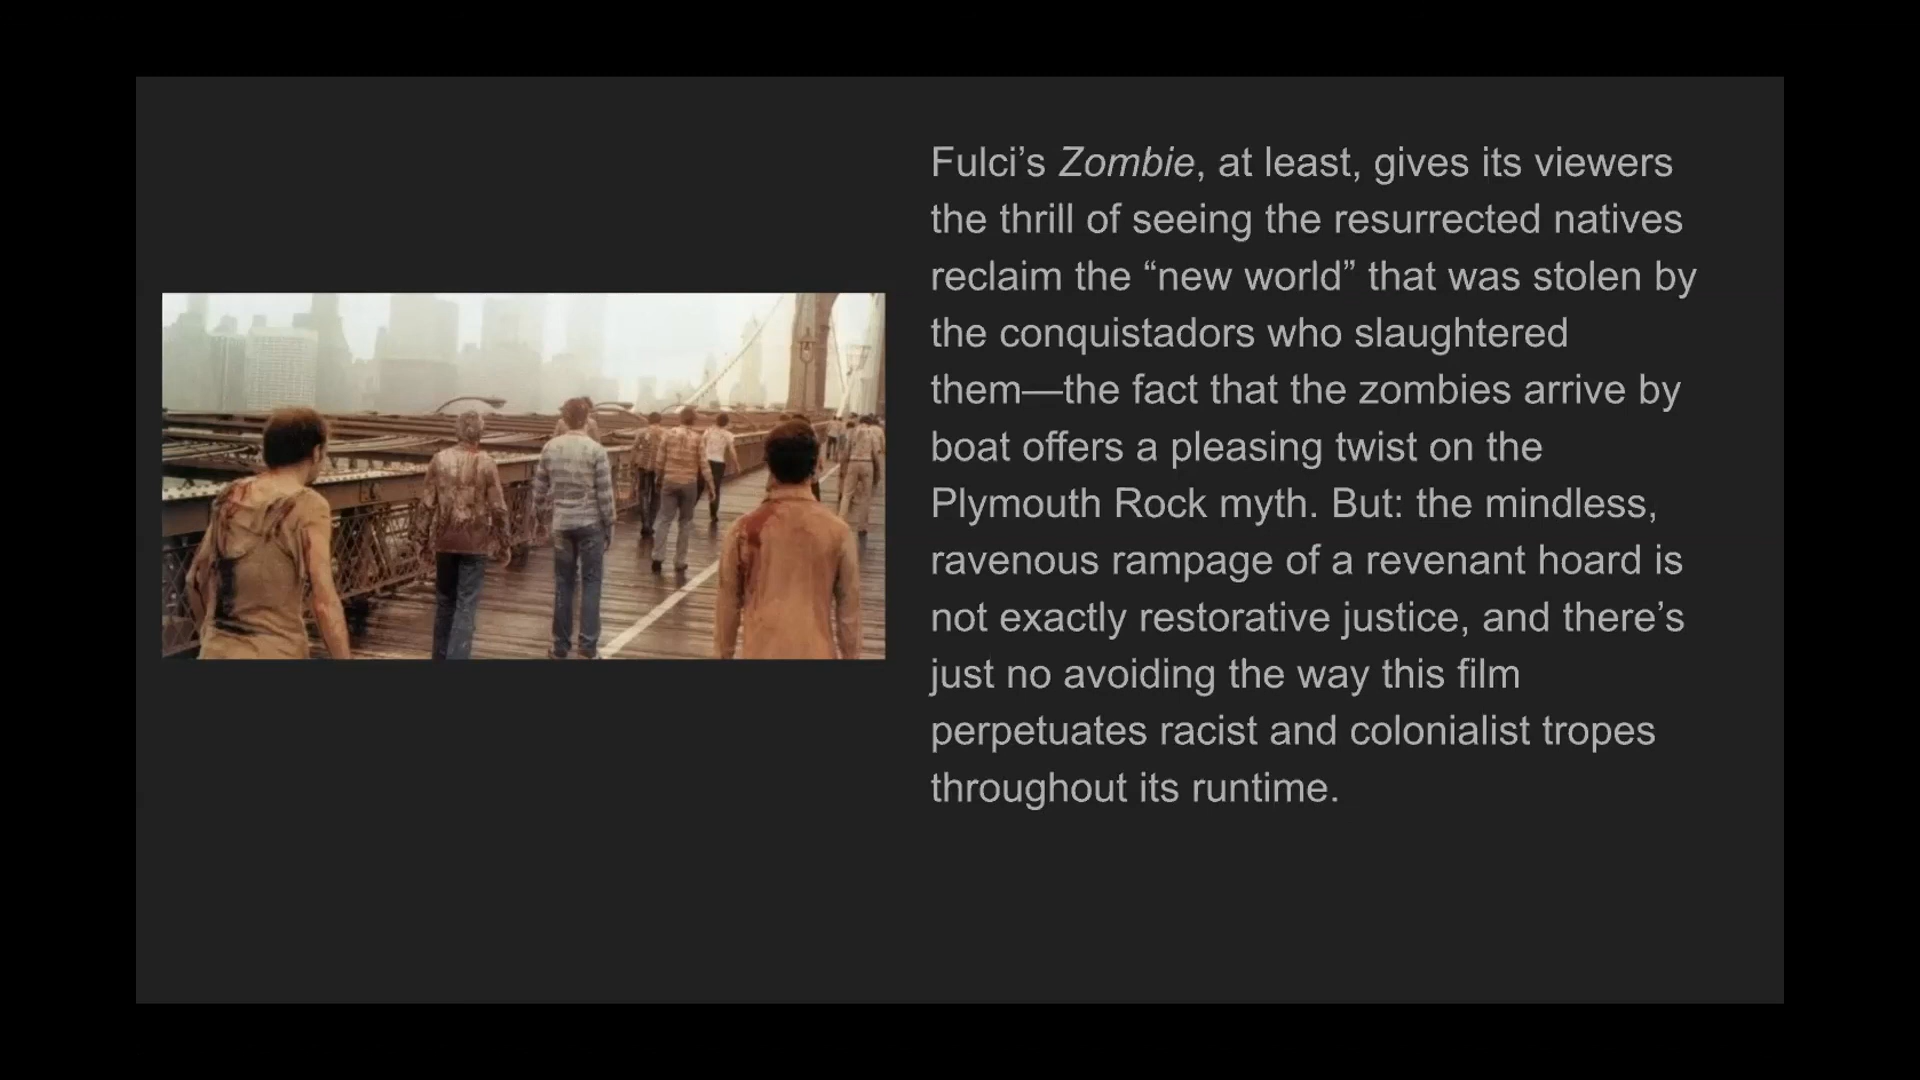 Fulci’s Zombie, at least, gives its viewers
the thrill of seeing the resurrected natives
reclaim the “new world” that was stolen by
the conquistadors who slaughtered
them—the fact that the zombies arrive by
boat offers a pleasing twist on the
Plymouth Rock myth. But: the mindless,
ravenous rampage of a revenant hoard is
not exactly restorative justice, and there’s
just no avoiding the way this film
perpetuates racist and colonialist tropes
throughout its runtime.